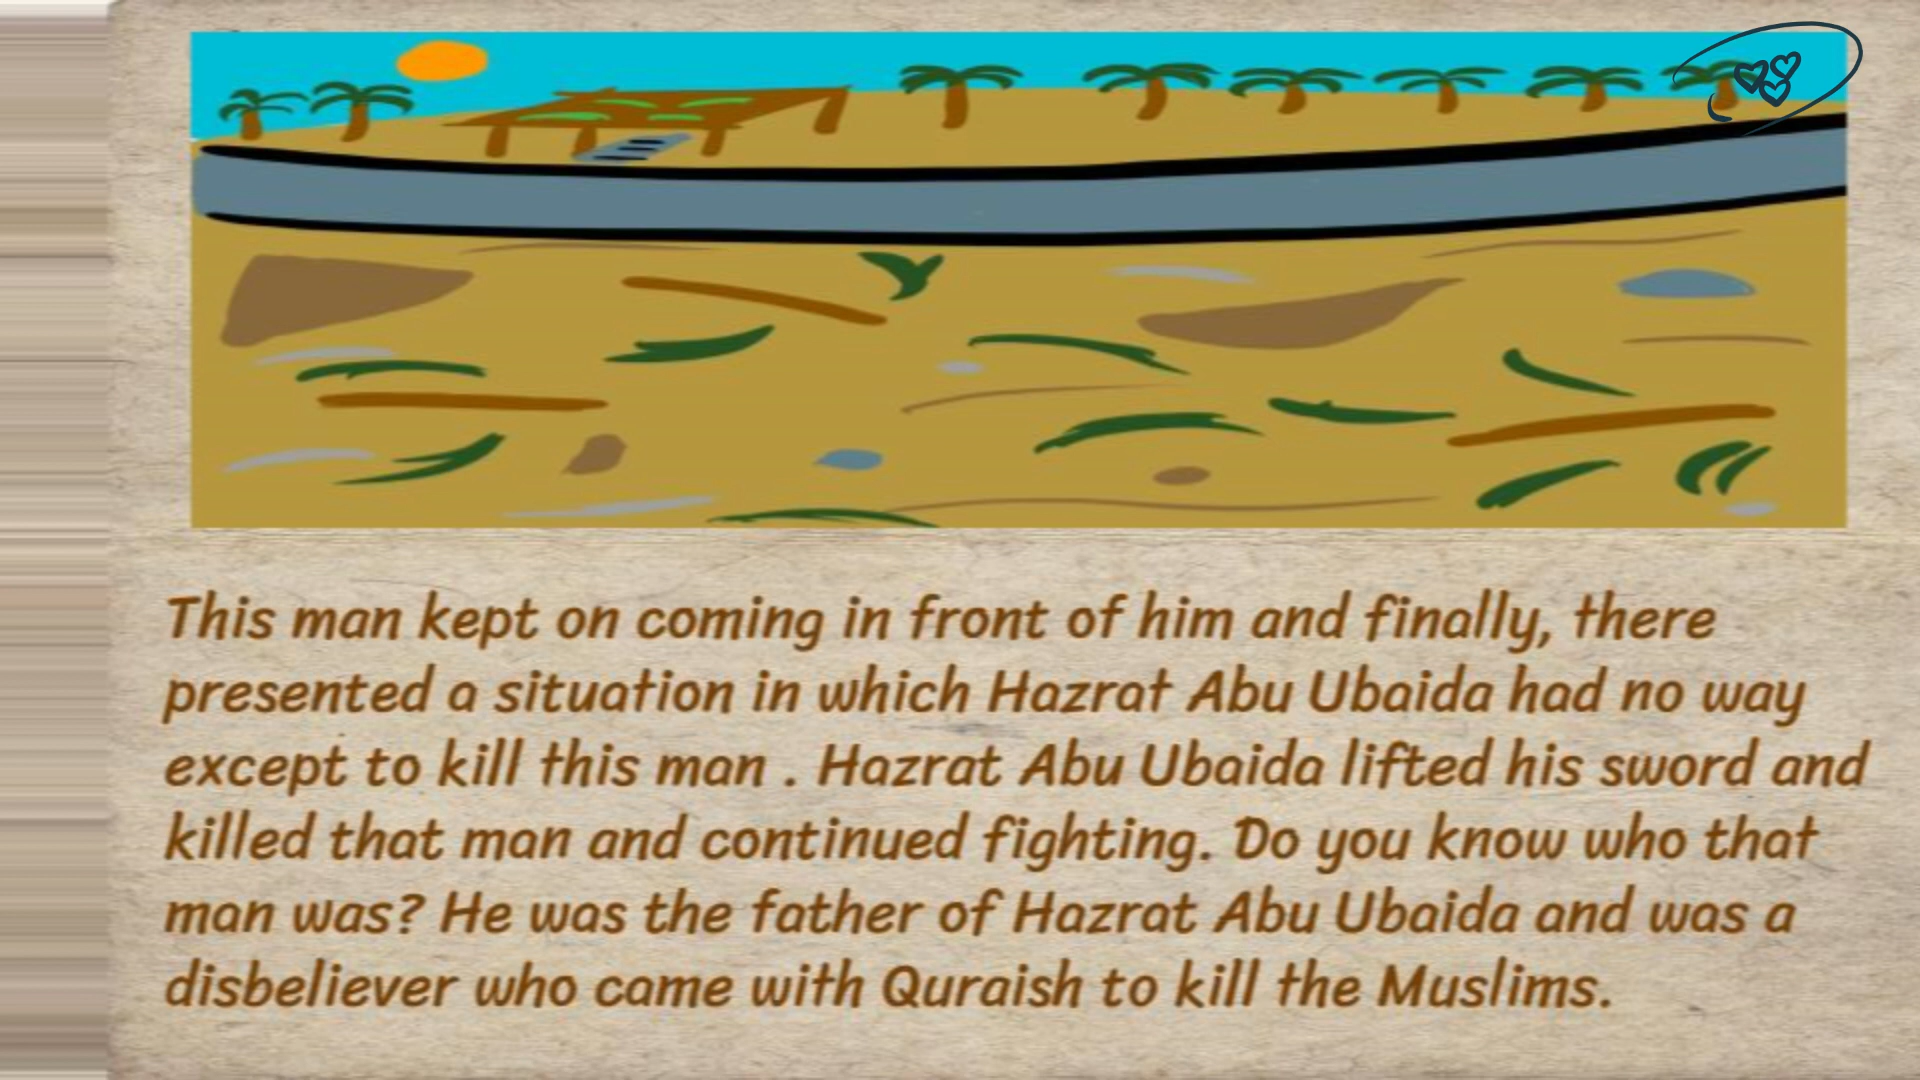 This man kept on coming in front of him and finally, there
presented a situation in which Hazrat Abu Ubaida had no way
except to kill this man . Hazrat Abu Ubaida lifted his sword and
killed that man and continued fighting. Do you know who that
man was? He was the father of Hazrat Abu Ubaida and was a
disbeliever who came with Quraish to kill the Muslims.